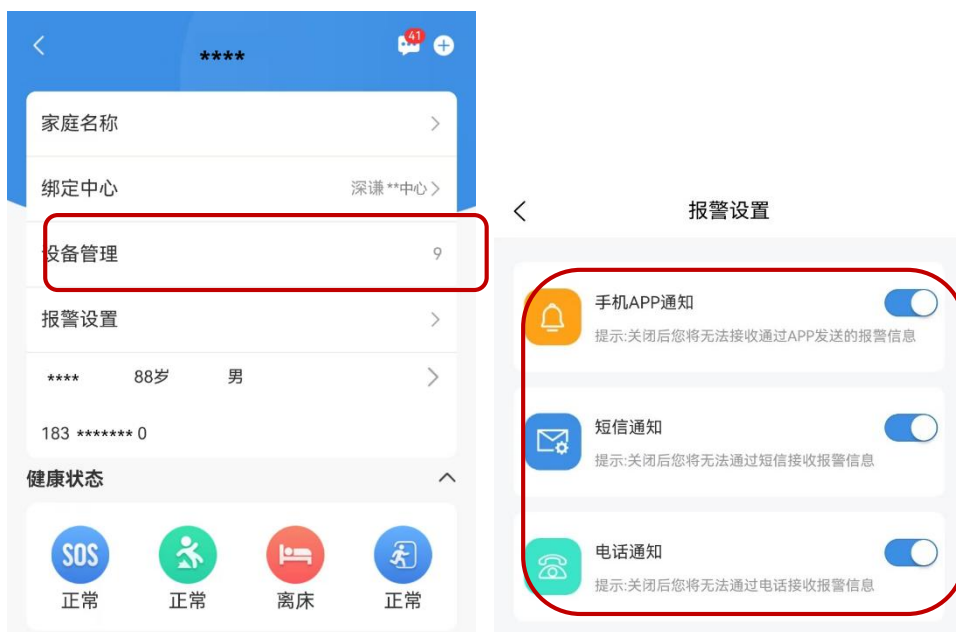 ****
41
家庭名称
绑定中心 深谦**中心
设备管理 9
报警设置
**** 88岁 男
183 ******* 0
健康状态
SOS
正常 正常 离床 正常
报警设置
手机APP通知
提示:关闭后您将无法接收通过APP发送的报警信息
短信通知
提示:关闭后您将无法通过短信接收报警信息
电话通知
提示:关闭后您将无法通过电话接收报警信息